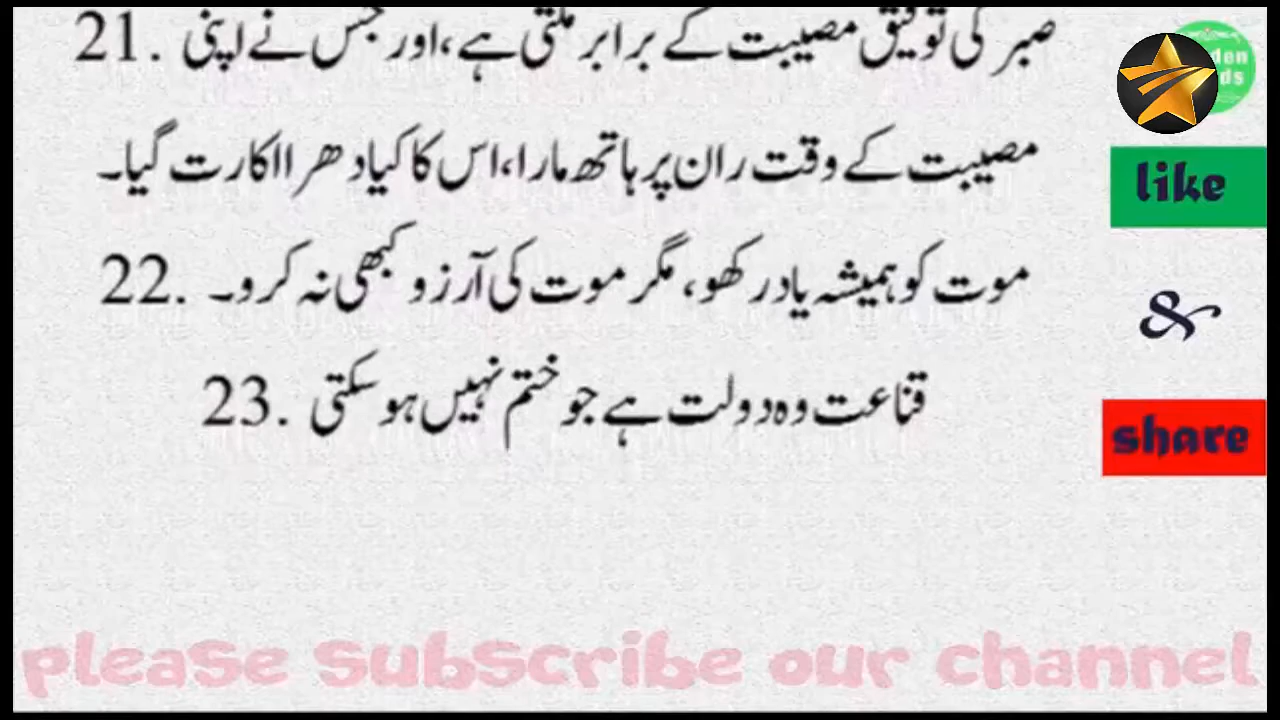 صبر کی توفیق مصیبت کے برابر ملتی ہے، اور جس نے اپنی .21
مصیبت کے وقت ران پر ہاتھ مارا، اس کا کیا دھرا اکارت گیا۔
موت کو ہمیشہ یاد رکھو، مگر موت کی آرزو کبھی نہ کرو۔ .22
قناعت وہ دولت ہے جو ختم نہیں ہو سکتی .23
like
&
share
please subscribe our channel